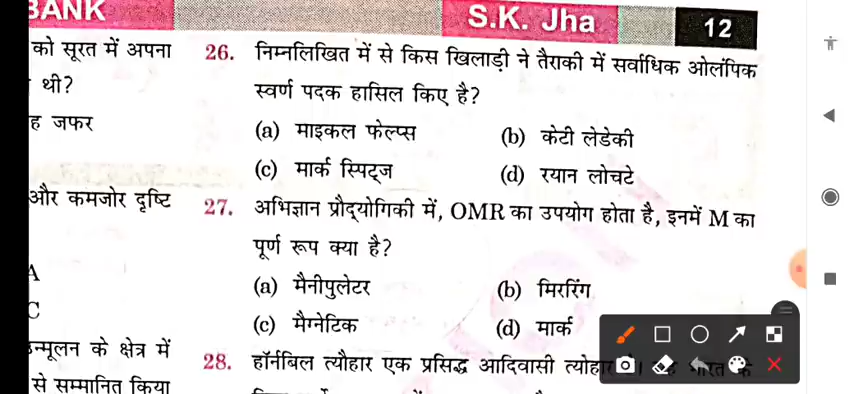 BANK
S.K. Jha
12
को सूरत में अपना
थी?
ह जफर
और कमजोर दृष्टि
A
C
उन्मूलन के क्षेत्र में
से सम्मानित किया
26. निम्नलिखित में से किस खिलाड़ी ने तैराकी में सर्वाधिक ओलंपिक
स्वर्ण पदक हासिल किए है?
(a) माइकल फेल्प्स (b) केटी लेडेकी
(c) मार्क स्पिट्ज (d) रयान लोचटे
27. अभिज्ञान प्रौद्योगिकी में, OMR का उपयोग होता है, इनमें M का
पूर्ण रूप क्या है?
(a) मैनीपुलेटर (b) मिररिंग
(c) मैग्नेटिक (d) मार्क
28. हॉर्नबिल त्यौहार एक प्रसिद्ध आदिवासी त्योहार